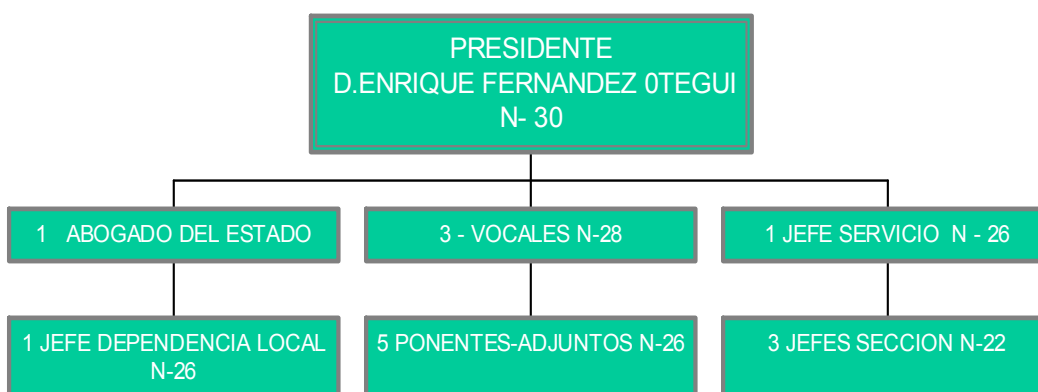 PRESIDENTE
D.ENRIQUE FERNANDEZ 0TEGUI
N- 30
1 ABOGADO DEL ESTADO
3 - VOCALES N-28
1 JEFE SERVICIO N - 26
1 JEFE DEPENDENCIA LOCAL
N-26
5 PONENTES-ADJUNTOS N-26
3 JEFES SECCION N-22